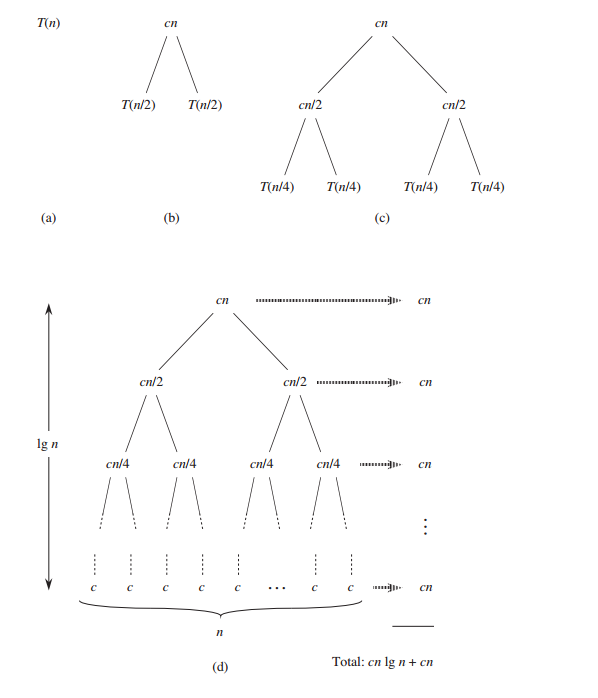 T(n) cn cn
T(n/2) T(n/2) cn/2 cn/2
T(n/4) T(n/4) T(n/4) T(n/4)
(a) (b) (c)
cn cn
cn/2 cn/2 cn
lg n
cn/4 cn/4 cn/4 cn/4 cn
⋮
c c c c c … c c cn
n
(d) Total: cn lg n + cn